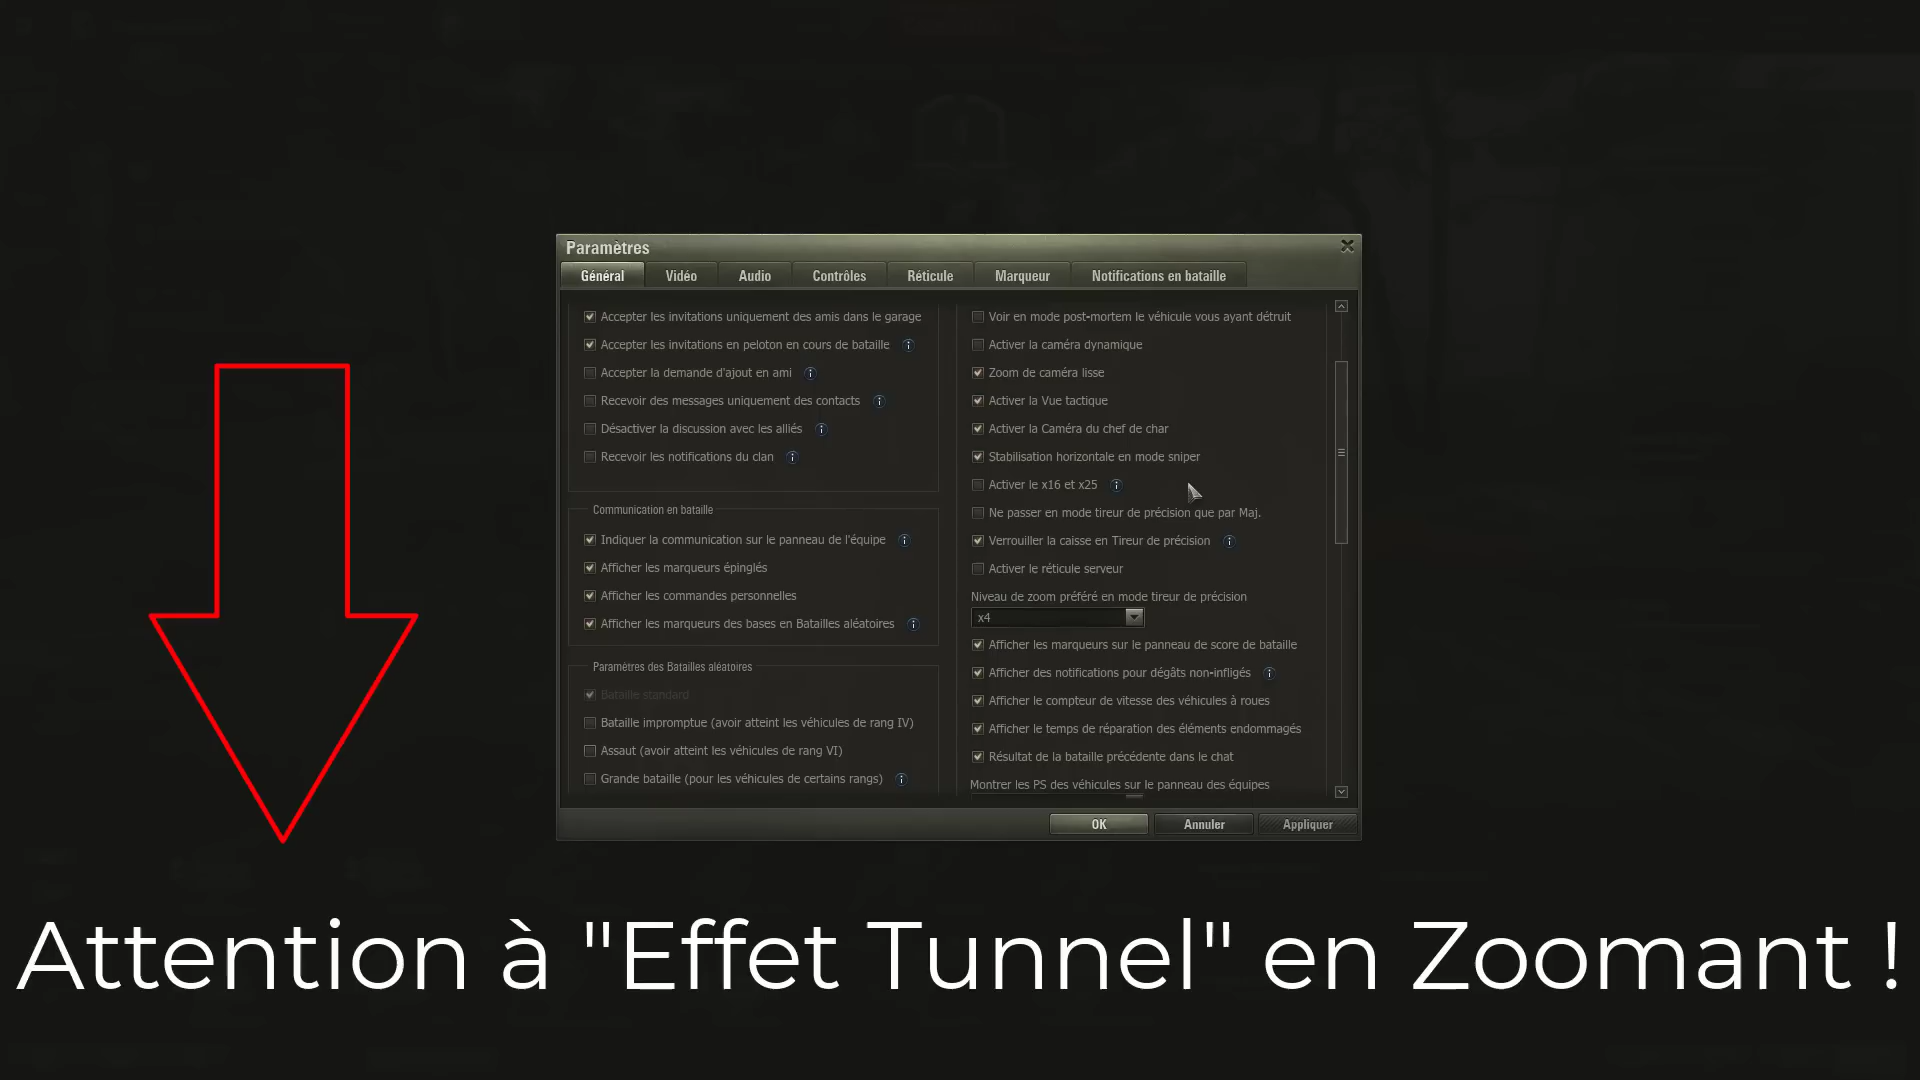 Paramètres
Général Vidéo Audio Contrôles Réticule Marqueur Notifications en bataille
Accepter les invitations uniquement des amis dans le garage
Accepter les invitations en peloton en cours de bataille
Accepter la demande d'ajout en ami
Recevoir des messages uniquement des contacts
Désactiver la discussion avec les alliés
Recevoir les notifications du clan
Communication en bataille
Indiquer la communication sur le panneau de l'équipe
Afficher les marqueurs épinglés
Afficher les commandes personnelles
Afficher les marqueurs des bases en Batailles aléatoires
Paramètres des Batailles aléatoires
Bataille standard
Bataille impromptue (avoir atteint les véhicules de rang IV)
Assaut (avoir atteint les véhicules de rang VI)
Grande bataille (pour les véhicules de certains rangs)
Voir en mode post-mortem le véhicule vous ayant détruit
Activer la caméra dynamique
Zoom de caméra lisse
Activer la Vue tactique
Activer la Caméra du chef de char
Stabilisation horizontale en mode sniper
Activer le x16 et x25
Ne passer en mode tireur de précision que par Maj.
Verrouiller la caisse en Tireur de précision
Activer le réticule serveur
Niveau de zoom préféré en mode tireur de précision
x4
Afficher les marqueurs sur le panneau de score de bataille
Afficher des notifications pour dégâts non-infligés
Afficher le compteur de vitesse des véhicules à roues
Afficher le temps de réparation des éléments endommagés
Résultat de la bataille précédente dans le chat
Montrer les PS des véhicules sur le panneau des équipes
OK Annuler Appliquer
Attention à "Effet Tunnel" en Zoomant !